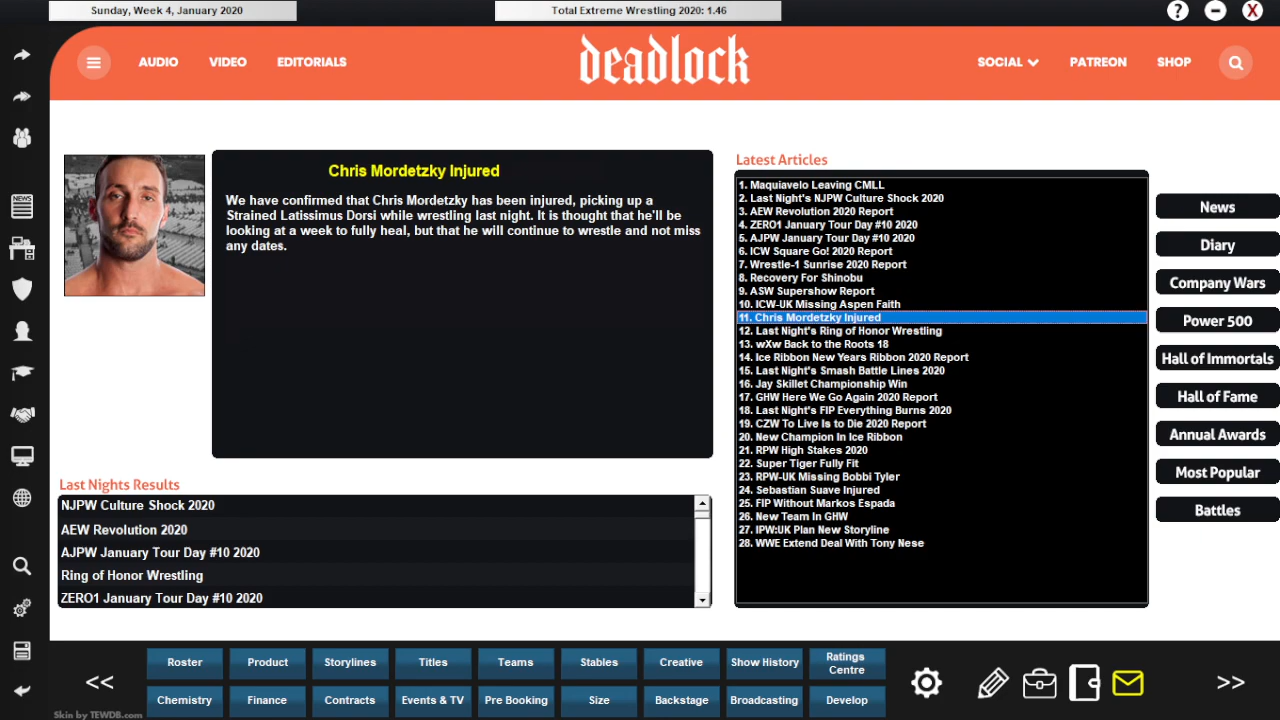 Sunday, Week 4, January 2020
Total Extreme Wrestling 2020: 1.46
?
X
AUDIO
VIDEO
EDITORIALS
deadlock
SOCIAL
PATREON
SHOP
Chris Mordetzky Injured
We have confirmed that Chris Mordetzky has been injured, picking up a
Strained Latissimus Dorsi while wrestling last night. It is thought that he'll be
looking at a week to fully heal, but that he will continue to wrestle and not miss
any dates.
Latest Articles
1. Maquiavelo Leaving CMLL
2. Last Night's NJPW Culture Shock 2020
3. AEW Revolution 2020 Report
4. ZERO1 January Tour Day #10 2020
5. AJPW January Tour Day #10 2020
6. ICW Square Go! 2020 Report
7. Wrestle-1 Sunrise 2020 Report
8. Recovery For Shinobu
9. ASW Supershow Report
10. ICW-UK Missing Aspen Faith
11. Chris Mordetzky Injured
12. Last Night's Ring of Honor Wrestling
13. wXw Back to the Roots 18
14. Ice Ribbon New Years Ribbon 2020 Report
15. Last Night's Smash Battle Lines 2020
16. Jay Skillet Championship Win
17. GHW Here We Go Again 2020 Report
18. Last Night's FIP Everything Burns 2020
19. CZW To Live Is to Die 2020 Report
20. New Champion In Ice Ribbon
21. RPW High Stakes 2020
22. Super Tiger Fully Fit
23. RPW-UK Missing Bobbi Tyler
24. Sebastian Suave Injured
25. FIP Without Markos Espada
26. New Team In GHW
27. IPW:UK Plan New Storyline
28. WWE Extend Deal With Tony Nese
News
Diary
Company Wars
Power 500
Hall of Immortals
Hall of Fame
Annual Awards
Most Popular
Battles
NEWS
Last Nights Results
NJPW Culture Shock 2020
AEW Revolution 2020
AJPW January Tour Day #10 2020
Ring of Honor Wrestling
ZERO1 January Tour Day #10 2020
<<
Roster
Product
Storylines
Titles
Teams
Stables
Creative
Show History
Ratings
Centre
Chemistry
Finance
Contracts
Events & TV
Pre Booking
Size
Backstage
Broadcasting
Develop
>>
Skin by TEWDB.com